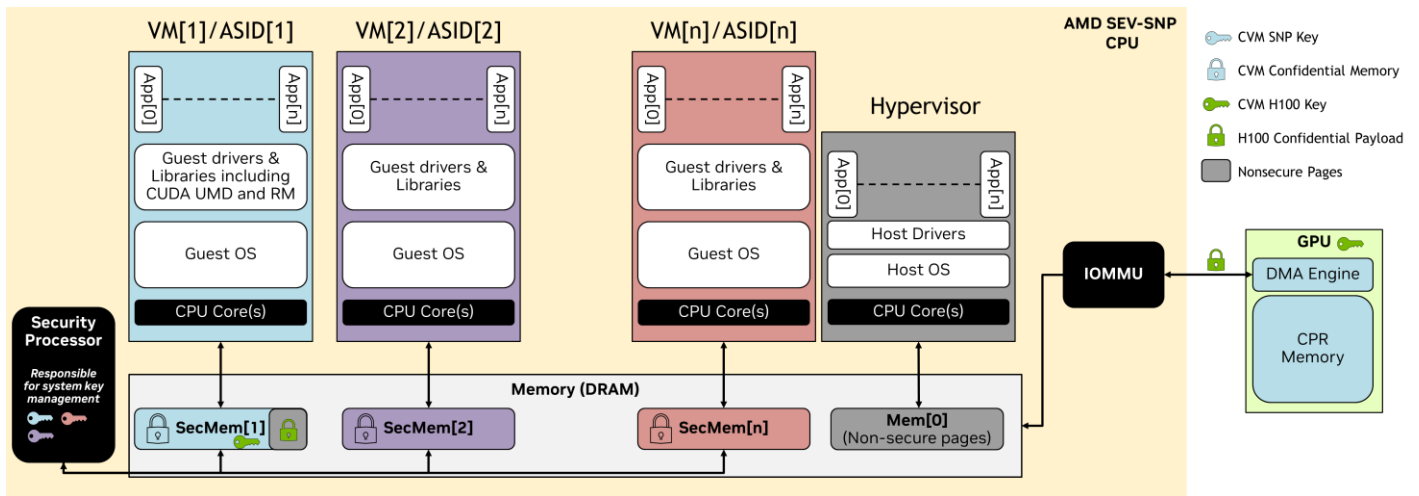 VM[1]/ASID[1]
VM[2]/ASID[2]
VM[n]/ASID[n]
AMD SEV-SNP
CPU
CVM SNP Key
CVM Confidential Memory
CVM H100 Key
H100 Confidential Payload
Nonsecure Pages
App[0]
App[n]
Guest drivers &
Libraries including
CUDA UMD and RM
Guest OS
CPU Core(s)
App[0]
App[n]
Guest drivers &
Libraries
Guest OS
CPU Core(s)
App[0]
App[n]
Guest drivers &
Libraries
Guest OS
CPU Core(s)
Hypervisor
App[0]
App[n]
Host Drivers
Host OS
CPU Core(s)
IOMMU
GPU
DMA Engine
CPR
Memory
Security
Processor
Responsible
for system key
management
Memory (DRAM)
SecMem[1]
SecMem[2]
SecMem[n]
Mem[0]
(Non-secure pages)